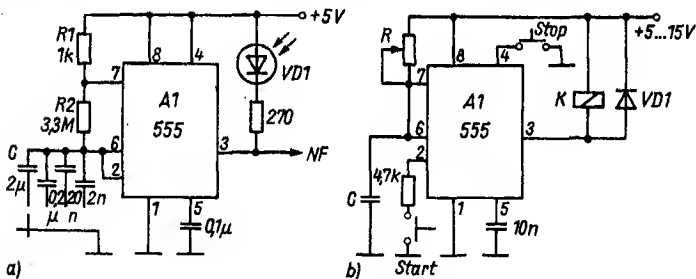 R1
1k
R2
3,3M
C
2μ
0,2
μ
20
n
2n
7
6
2
8
4
A1
555
3
1
5
0,1μ
+5V
VD1
270
NF
a)
R
7
6
2
8
4
Stop
A1
555
3
1
5
10n
4,7k
C
Start
K
VD1
+5...15V
b)